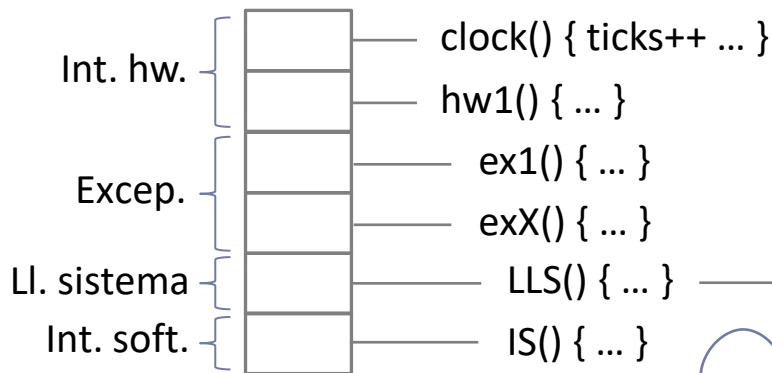 Int. hw.
clock() { ticks++ … }
hw1() { … }
Excep.
ex1() { … }
exX() { … }
Ll. sistema
LLS() { … }
Int. soft.
IS() { … }